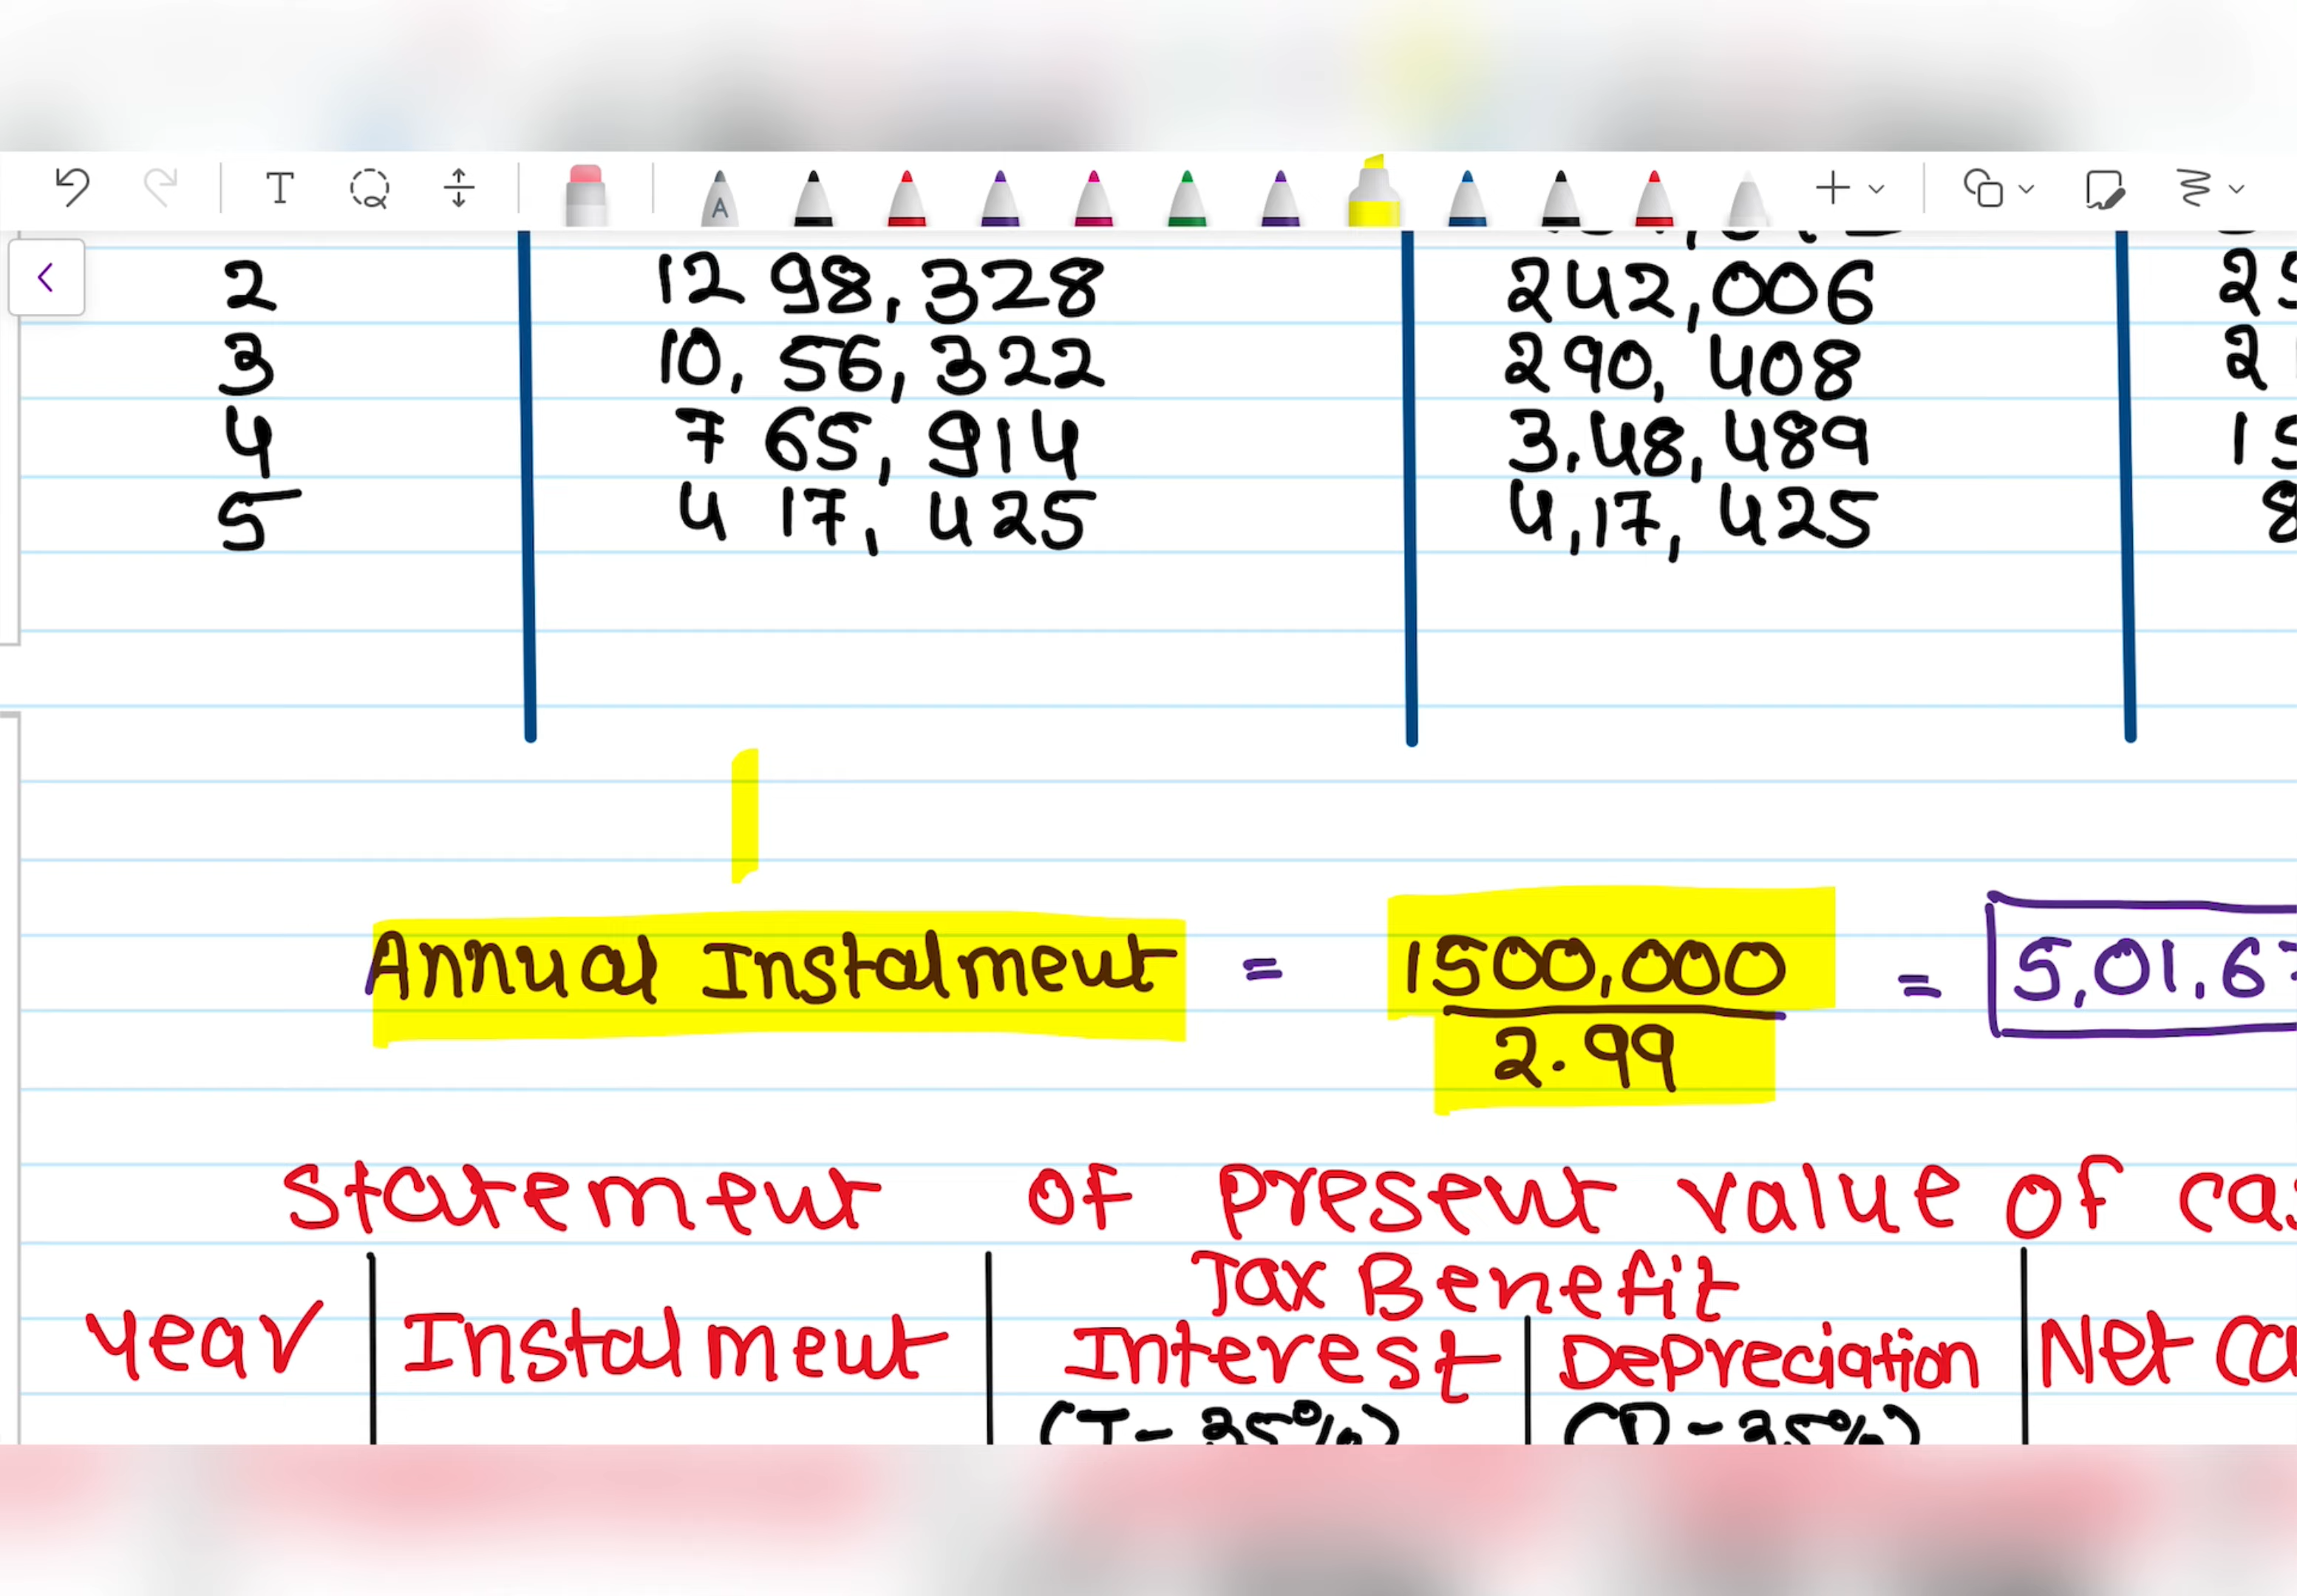 T
A
2 12 98,328 242,006
3 10,56,322 290,408
4 7 65,914 3,48,489
5 4 17,425 4,17,425
Annual Instalment = 1500,000 = 5,01,6
2.99
Statement of present value of
Tax Benefit
year Instalment Interest Depreciation Net
(I- 35%) (D-35%)